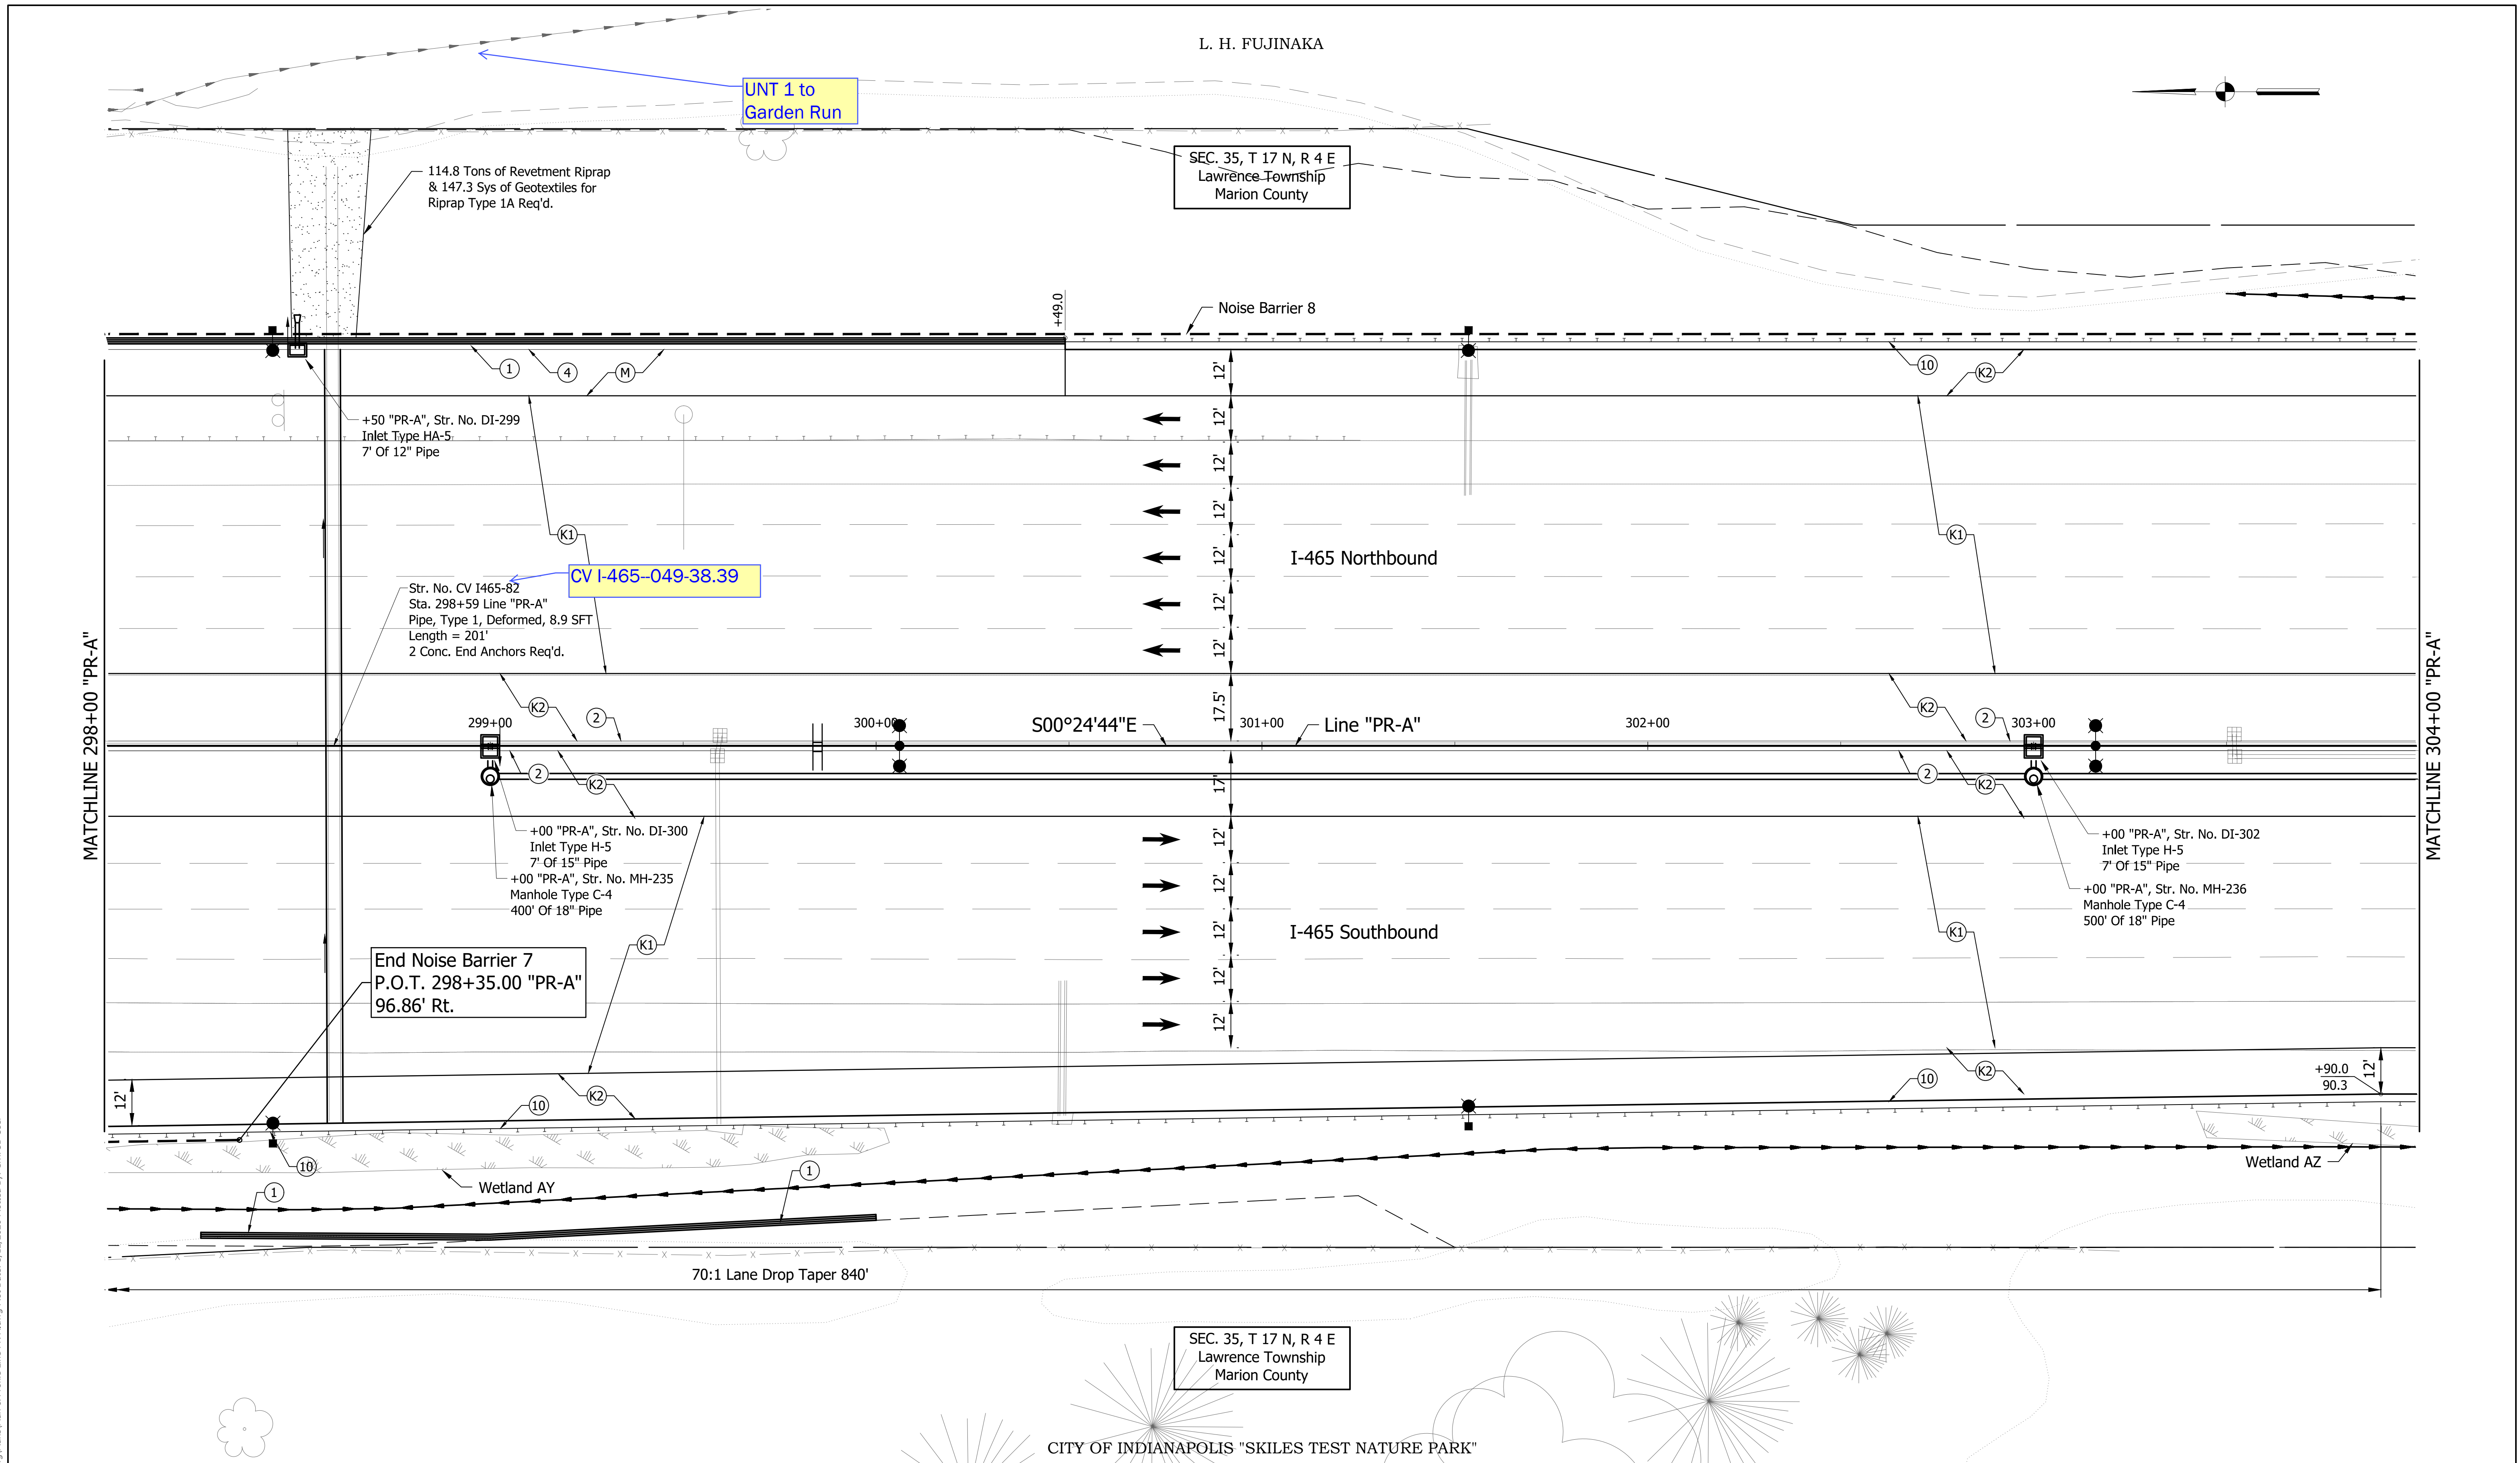 L. H. FUJINAKA
UNT 1 to
Garden Run
SEC. 35, T 17 N, R 4 E
Lawrence Township
Marion County
114.8 Tons of Revetment Riprap
& 147.3 Sys of Geotextiles for
Riprap Type 1A Req'd.
+49.0
Noise Barrier 8
1
4
M
12'
10
K2
+50 "PR-A", Str. No. DI-299
Inlet Type HA-5
7' Of 12" Pipe
12'
12'
12'
K1
12'
I-465 Northbound
K1
CV I-465--049-38.39
Str. No. CV I465-82
Sta. 298+59 Line "PR-A"
Pipe, Type 1, Deformed, 8.9 SFT
Length = 201'
2 Conc. End Anchors Req'd.
12'
12'
MATCHLINE 298+00 "PR-A"
MATCHLINE 304+00 "PR-A"
K2
2
17.5'
K2
2
299+00
300+00
S00°24'44"E
301+00
Line "PR-A"
302+00
303+00
2
K2
17'
2
K2
+00 "PR-A", Str. No. DI-300
Inlet Type H-5
7' Of 15" Pipe
+00 "PR-A", Str. No. MH-235
Manhole Type C-4
400' Of 18" Pipe
12'
+00 "PR-A", Str. No. DI-302
Inlet Type H-5
7' Of 15" Pipe
+00 "PR-A", Str. No. MH-236
Manhole Type C-4
500' Of 18" Pipe
12'
K1
12'
I-465 Southbound
K1
End Noise Barrier 7
P.O.T. 298+35.00 "PR-A"
96.86' Rt.
12'
12'
12'
K2
10
K2
10
+90.0
90.3
12'
10
Wetland AY
1
1
Wetland AZ
70:1 Lane Drop Taper 840'
SEC. 35, T 17 N, R 4 E
Lawrence Township
Marion County
CITY OF INDIANAPOLIS "SKILES TEST NATURE PARK"